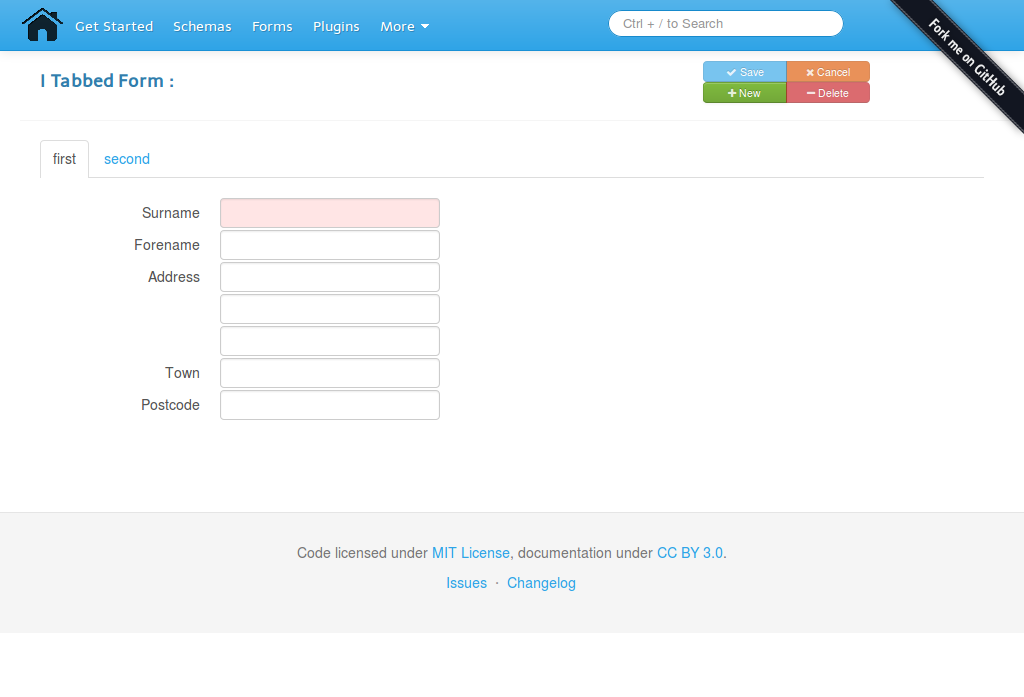 Get Started Schemas Forms Plugins More Ctrl + / to Search
Fork me on GitHub
I Tabbed Form :
Save Cancel
New Delete
first second
Surname
Forename
Address
Town
Postcode
Code licensed under MIT License, documentation under CC BY 3.0.
Issues · Changelog